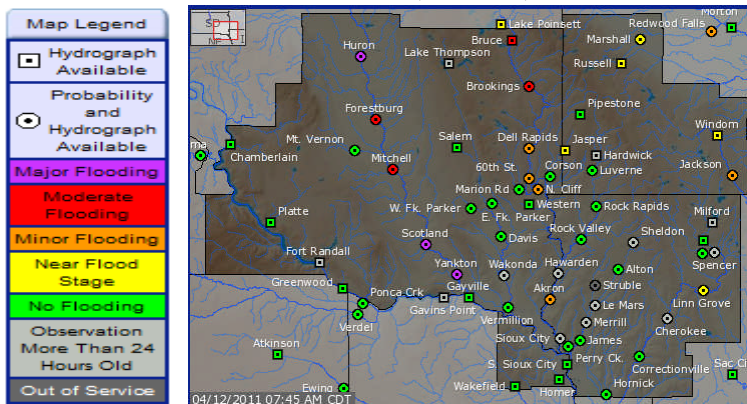 Map Legend
Hydrograph
Available
Probability
and
Hydrograph
Available
Major Flooding
Moderate
Flooding
Minor Flooding
Near Flood
Stage
No Flooding
Observation
More Than 24
Hours Old
Out of Service
SD
Lake Poinsett
Morton
Redwood Falls
Huron
Bruce
Marshall
Lake Thompson
Russell
Brookings
Forestburg
Pipestone
Windom
Mt. Vernon
Salem
Dell Rapids
Jasper
Chamberlain
Mitchell
Hardwick
60th St.
Corson
Luverne
Jackson
Marion Rd
N. Cliff
Platte
W. Fk. Parker
Western
Rock Rapids
E. Fk. Parker
Milford
Scotland
Davis
Rock Valley
Sheldon
Fort Randall
Yankton
Wakonda
Hawarden
Alton
Spencer
Greenwood
Ponca Crk
Gayville
Struble
Akron
Linn Grove
Gavins Point
Le Mars
Verdel
Vermillion
Merrill
Cherokee
Sioux City
James
Atkinson
Perry Ck.
S. Sioux City
Correctionville
Sac Ci
Ewing
Wakefield
Homer
Hornick
04/12/2011 07:45 AM CDT